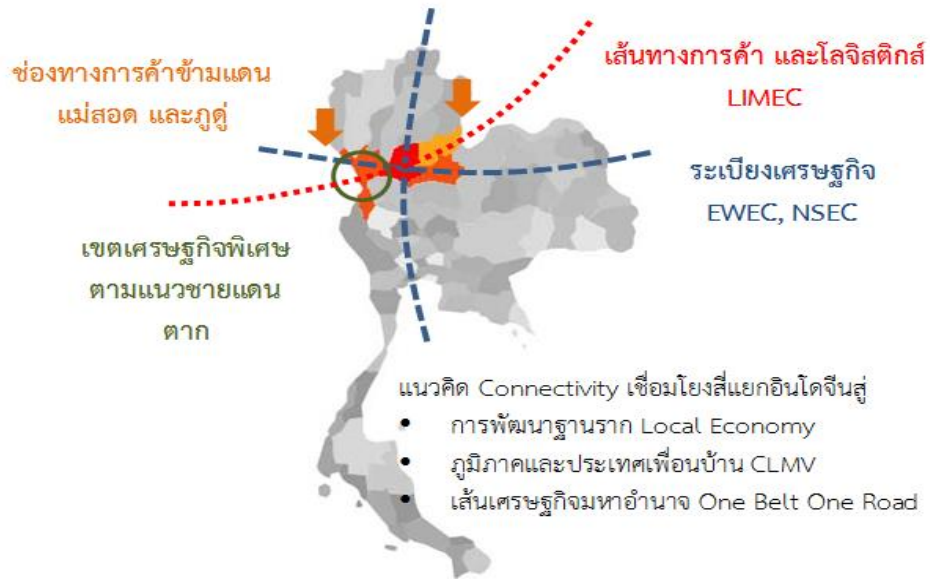 ช่องทางการค้าข้ามแดน
แม่สอด และภูดู่
เส้นทางการค้า และโลจิสติกส์
LIMEC
ระเบียงเศรษฐกิจ
EWEC, NSEC
เขตเศรษฐกิจพิเศษ
ตามแนวชายแดน
ตาก
แนวคิด Connectivity เชื่อมโยงสี่แยกอินโดจีนสู่
• การพัฒนาฐานราก Local Economy
• ภูมิภาคและประเทศเพื่อนบ้าน CLMV
• เส้นเศรษฐกิจมหาอำนาจ One Belt One Road